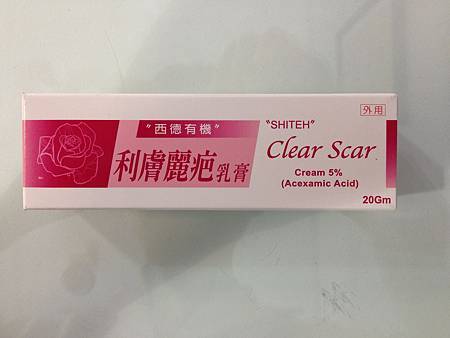 "西德有機"
利膚麗疤乳膏
外用
"SHITEH"
Clear Scar
Cream 5%
(Acexamic Acid)
20Gm